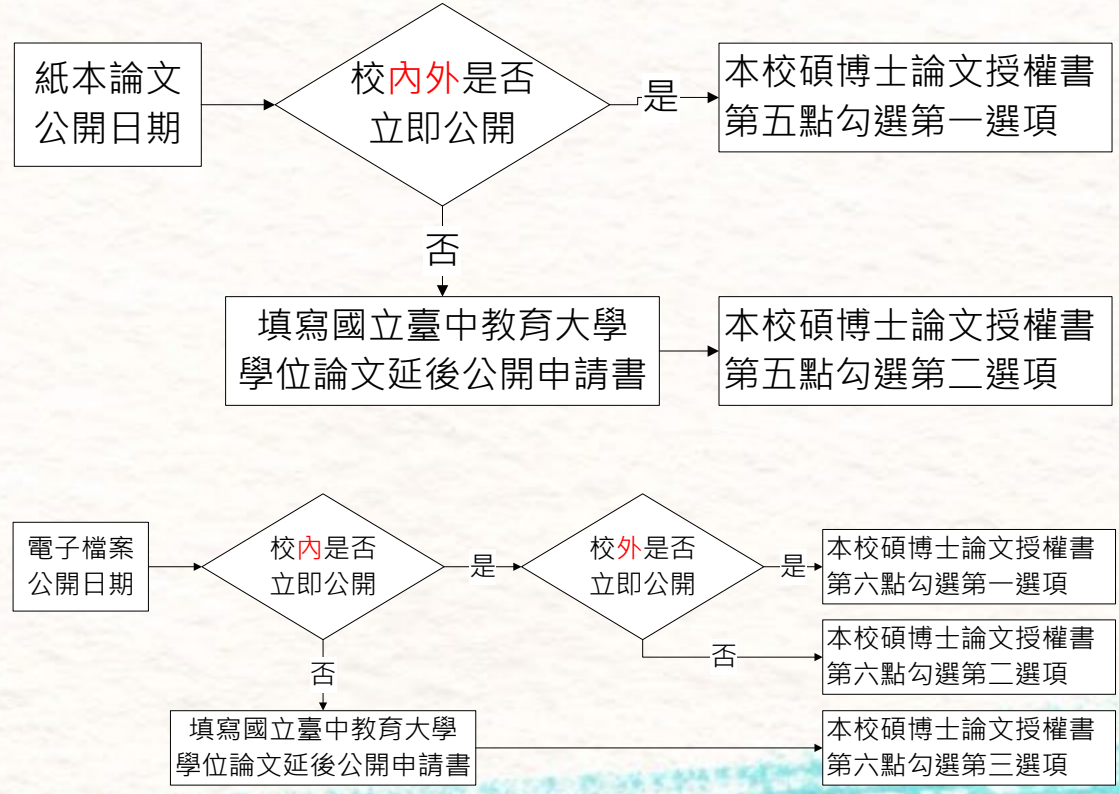 紙本論文
公開日期
校內外是否
立即公開
是
本校碩博士論文授權書
第五點勾選第一選項
否
填寫國立臺中教育大學
學位論文延後公開申請書
本校碩博士論文授權書
第五點勾選第二選項
電子檔案
公開日期
校內是否
立即公開
是
校外是否
立即公開
是
本校碩博士論文授權書
第六點勾選第一選項
否
本校碩博士論文授權書
第六點勾選第二選項
否
填寫國立臺中教育大學
學位論文延後公開申請書
本校碩博士論文授權書
第六點勾選第三選項